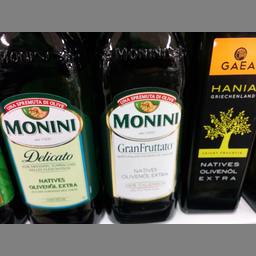 UNA SPREMUTA DI OLIVE
MONINI
Delicato
NATIVES
OLIVENÖL EXTRA
UNA SPREMUTA DI OLIVE
MONINI
GranFruttato
NATIVES
OLIVENÖL EXTRA
GAEA
HANIA
GRIECHENLAND
NATIVES
OLIVENÖL
EXTRA